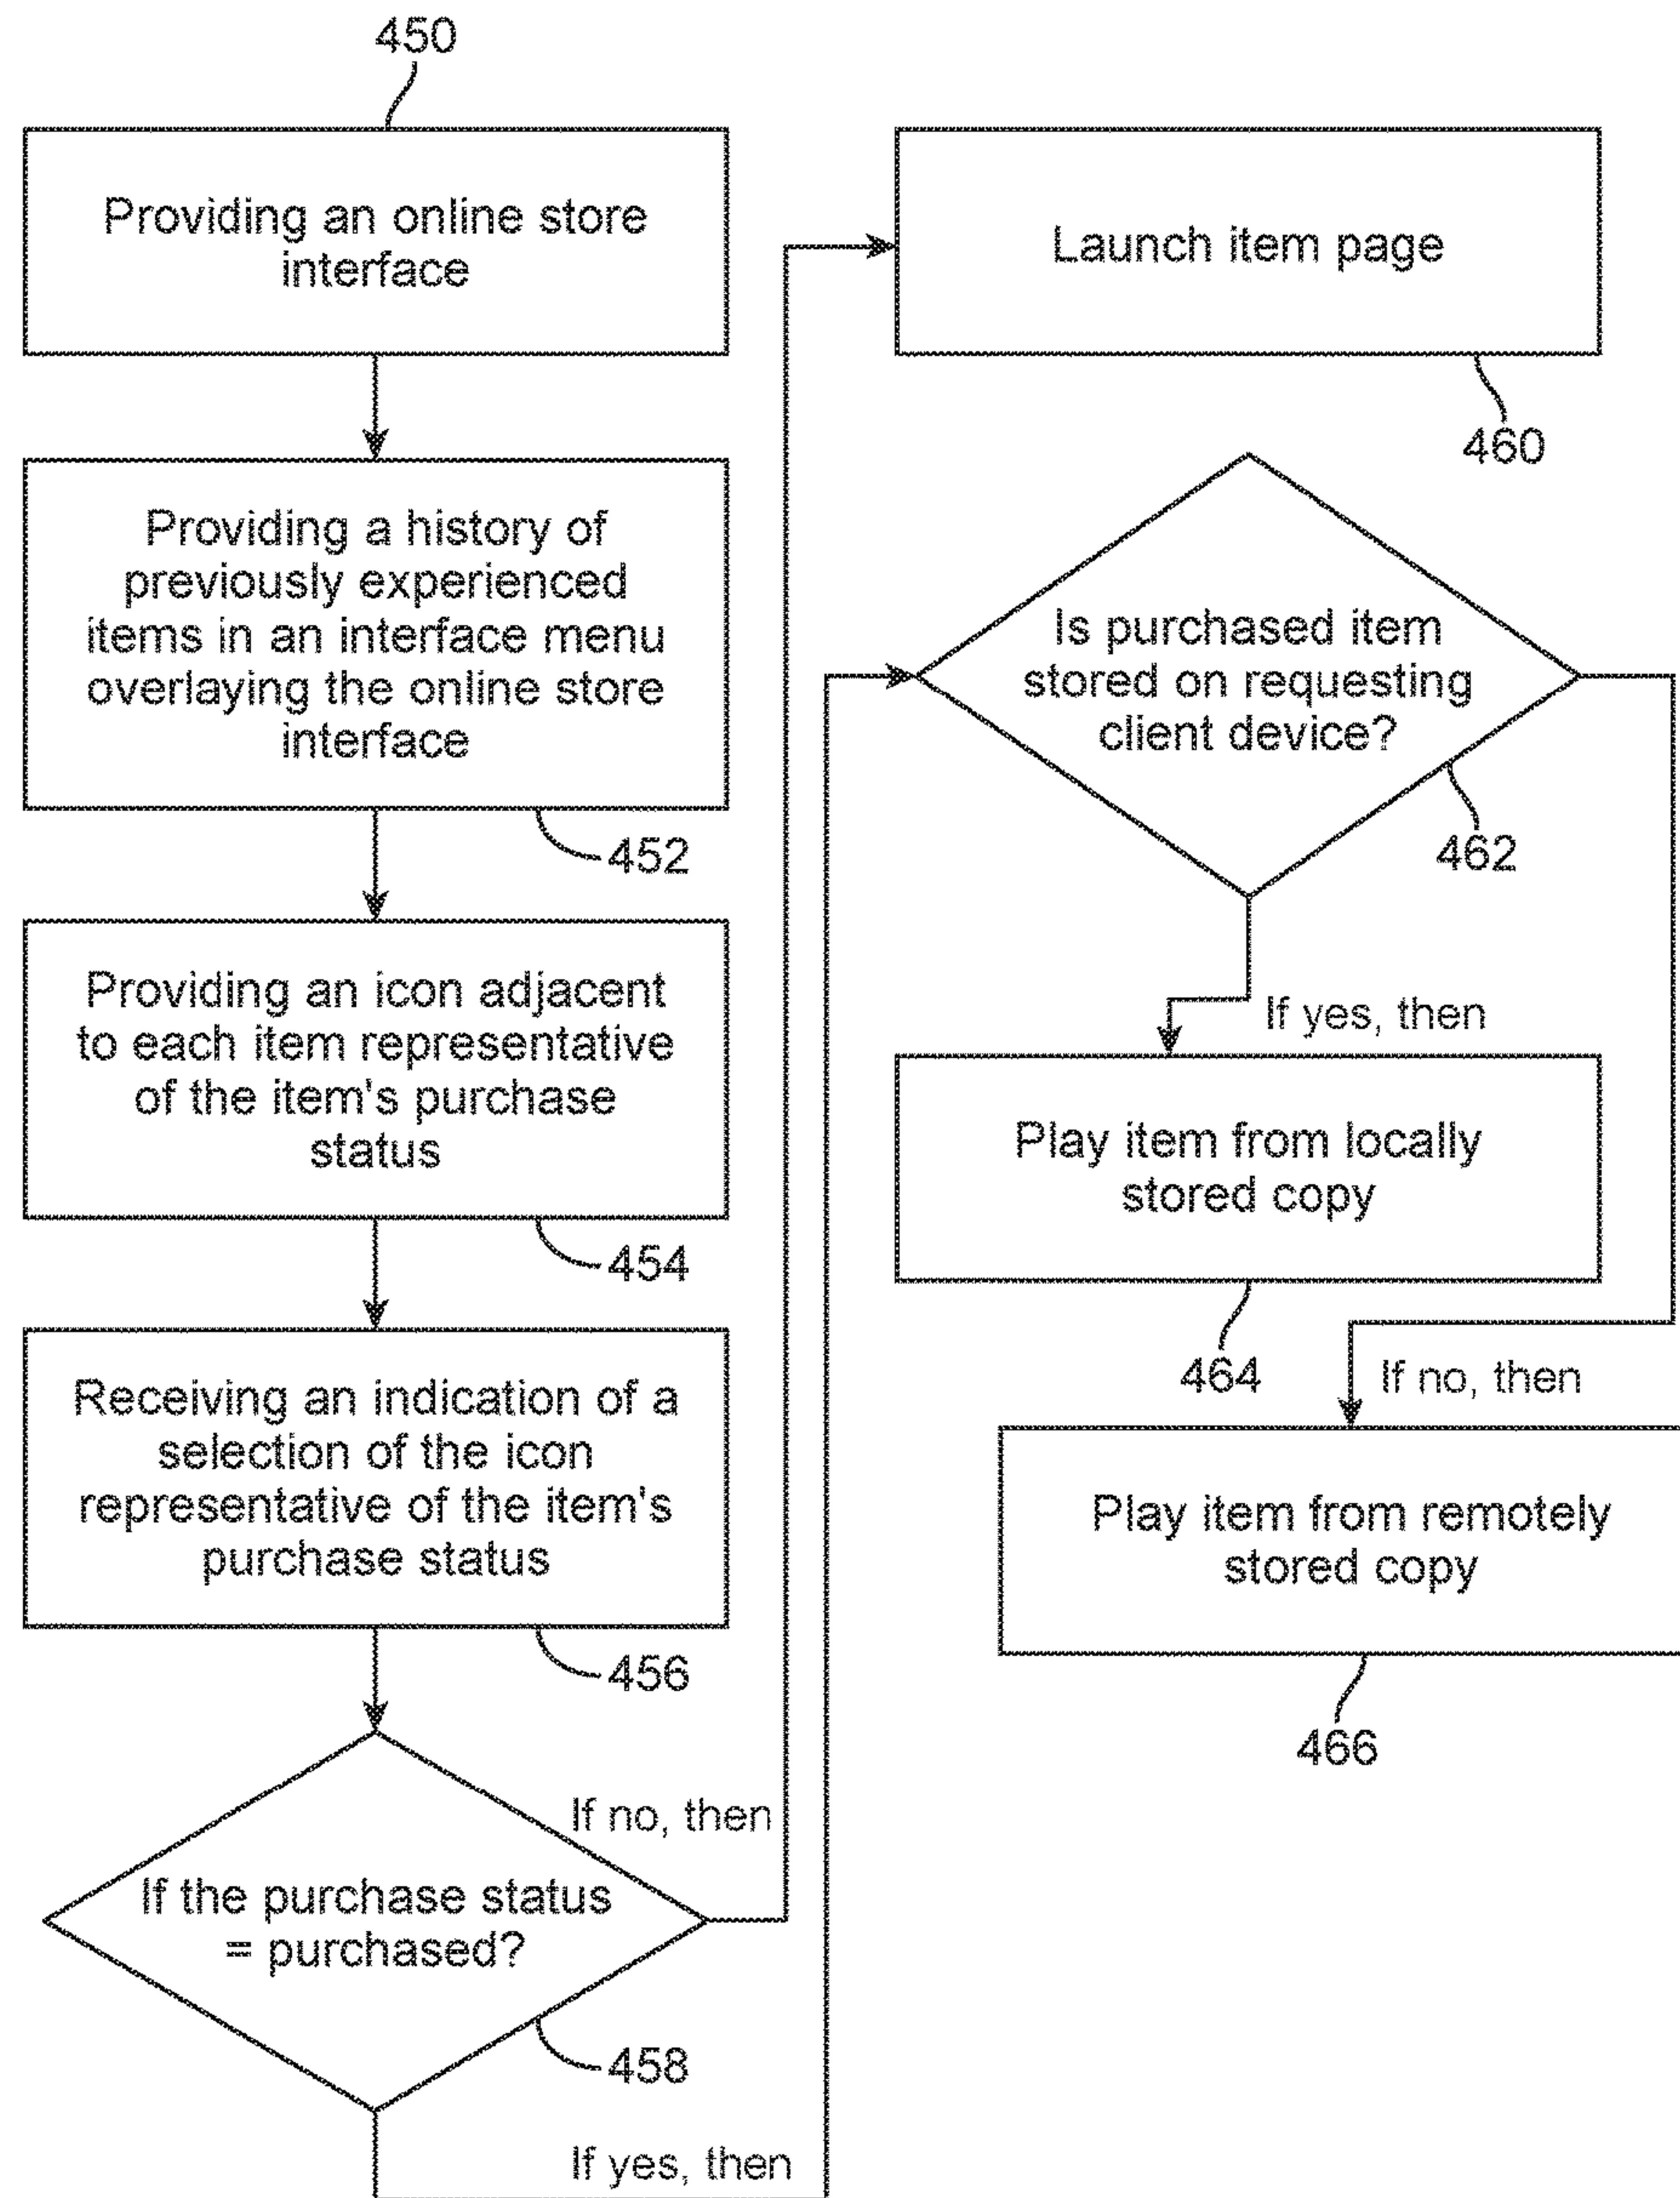 450
Providing an online store
interface
Providing a history of
previously experienced
items in an interface menu
overlaying the online store
interface
452
Providing an icon adjacent
to each item representative
of the item's purchase
status
454
Receiving an indication of a
selection of the icon
representative of the item's
purchase status
456
If no, then
If the purchase status
= purchased?
458
If yes, then
Launch item page
460
Is purchased item
stored on requesting
client device?
462
If yes, then
Play item from locally
stored copy
464
If no, then
Play item from remotely
stored copy
466